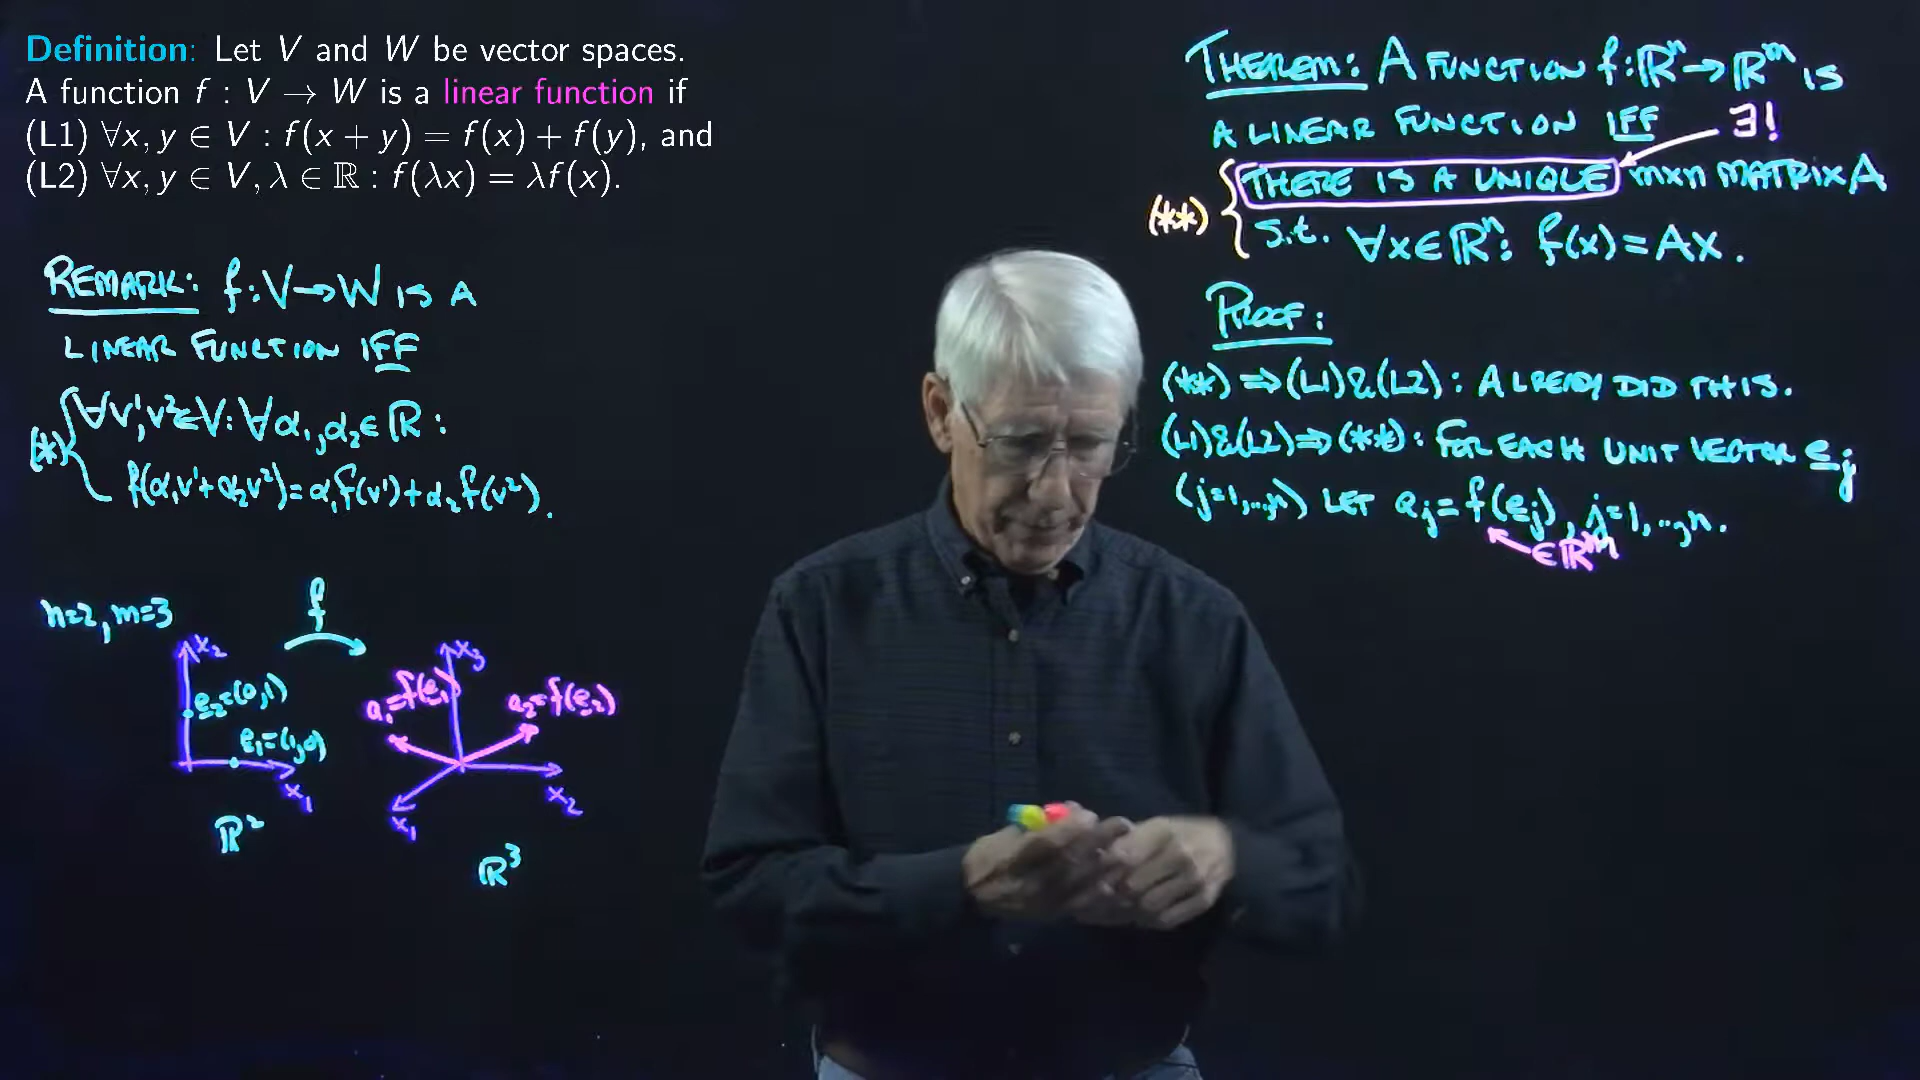 Definition: Let V and W be vector spaces.
A function f : V → W is a linear function if
(L1) ∀x, y ∈ V : f(x + y) = f(x) + f(y), and
(L2) ∀x, y ∈ V, λ ∈ ℝ : f(λx) = λf(x).
REMARK: f: V → W IS A
LINEAR FUNCTION IFF
(*) ∀v¹, v² ∈ V: ∀α₁, α₂ ∈ ℝ:
f(α₁v¹ + α₂v²) = α₁f(v¹) + α₂f(v²).
n=2, m=3
f
x₂
e₂=(0,1)
e₁=(1,0)
x₁
ℝ²
x₃
a₁=f(e₁)
a₂=f(e₂)
x₂
x₁
ℝ³
THEREM: A FUNCTION f: ℝⁿ → ℝᵐ IS
A LINEAR FUNCTION IFF ∃!
(**) THERE IS A UNIQUE m×n MATRIX A
s.t. ∀x∈ℝⁿ: f(x)=Ax.
PROOF:
(**) ⇒ (L1)&(L2): ALREADY DID THIS.
(L1)&(L2) ⇒ (**): FOR EACH UNIT VECTOR e_j
(j=1,...,n) LET a_j = f(e_j), j=1,...,n.
∈ℝᵐ